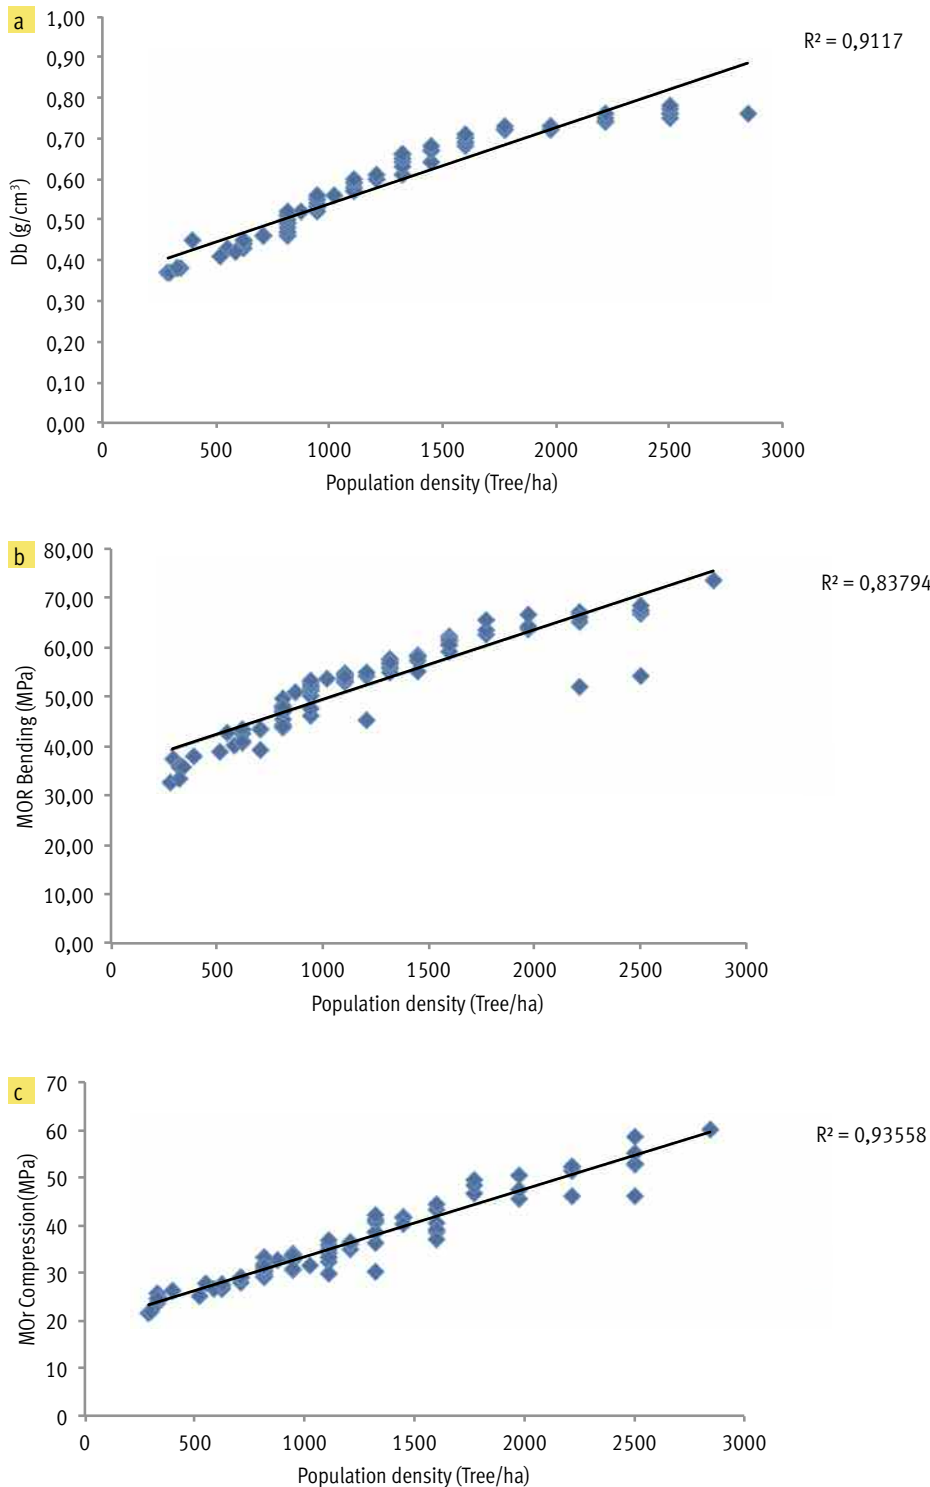 a
1,00
0,90
0,80
0,70
0,60
0,50
0,40
0,30
0,20
0,10
0,00
Db (g/cm³)
R² = 0,9117
0 500 1000 1500 2000 2500 3000
Population density (Tree/ha)
b
80,00
70,00
60,00
50,00
40,00
30,00
20,00
10,00
0,00
MOR Bending (MPa)
R² = 0,83794
0 500 1000 1500 2000 2500 3000
Population density (Tree/ha)
c
70
60
50
40
30
20
10
0
MOr Compression(MPa)
R² = 0,93558
0 500 1000 1500 2000 2500 3000
Population density (Tree/ha)